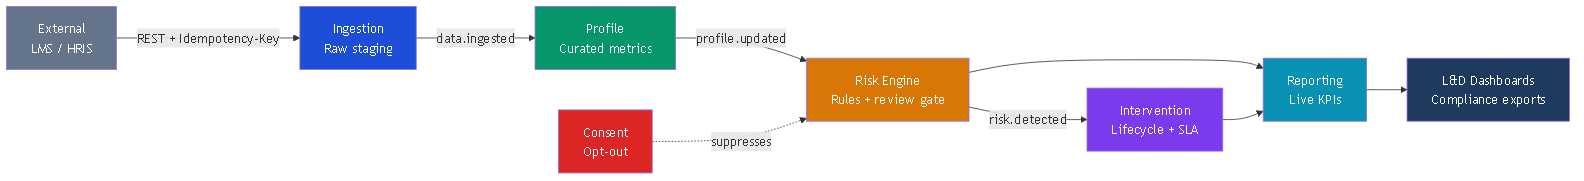 External
LMS / HRIS
REST + Idempotency-Key
Ingestion
Raw staging
data.ingested
Profile
Curated metrics
profile.updated
Consent
Opt-out
suppresses
Risk Engine
Rules + review gate
risk.detected
Intervention
Lifecycle + SLA
Reporting
Live KPIs
L&D Dashboards
Compliance exports